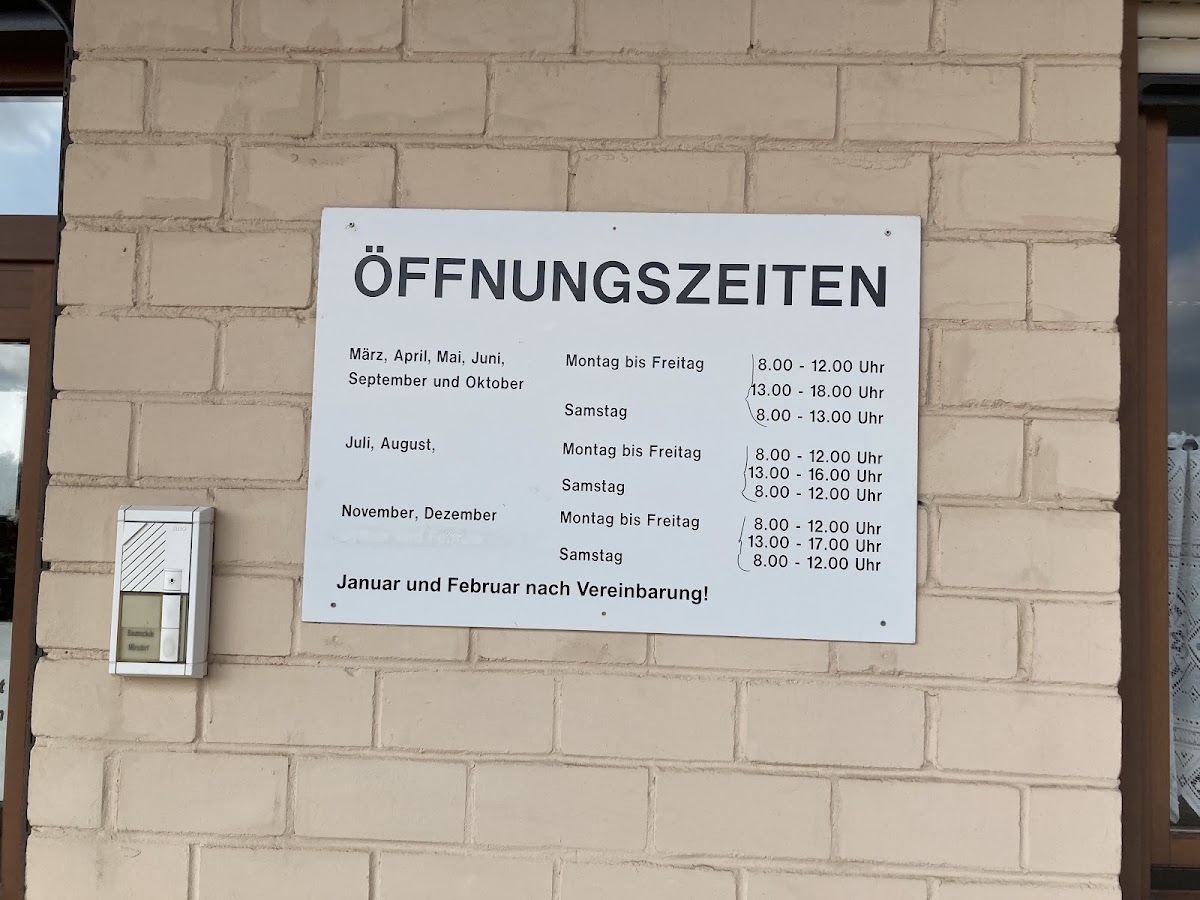 ÖFFNUNGSZEITEN
März, April, Mai, Juni,
September und Oktober
Montag bis Freitag
8.00 - 12.00 Uhr
13.00 - 18.00 Uhr
Samstag
8.00 - 13.00 Uhr
Juli, August,
Montag bis Freitag
8.00 - 12.00 Uhr
13.00 - 16.00 Uhr
Samstag
8.00 - 12.00 Uhr
November, Dezember
Montag bis Freitag
8.00 - 12.00 Uhr
13.00 - 17.00 Uhr
Samstag
8.00 - 12.00 Uhr
Januar und Februar nach Vereinbarung!
Baumschule